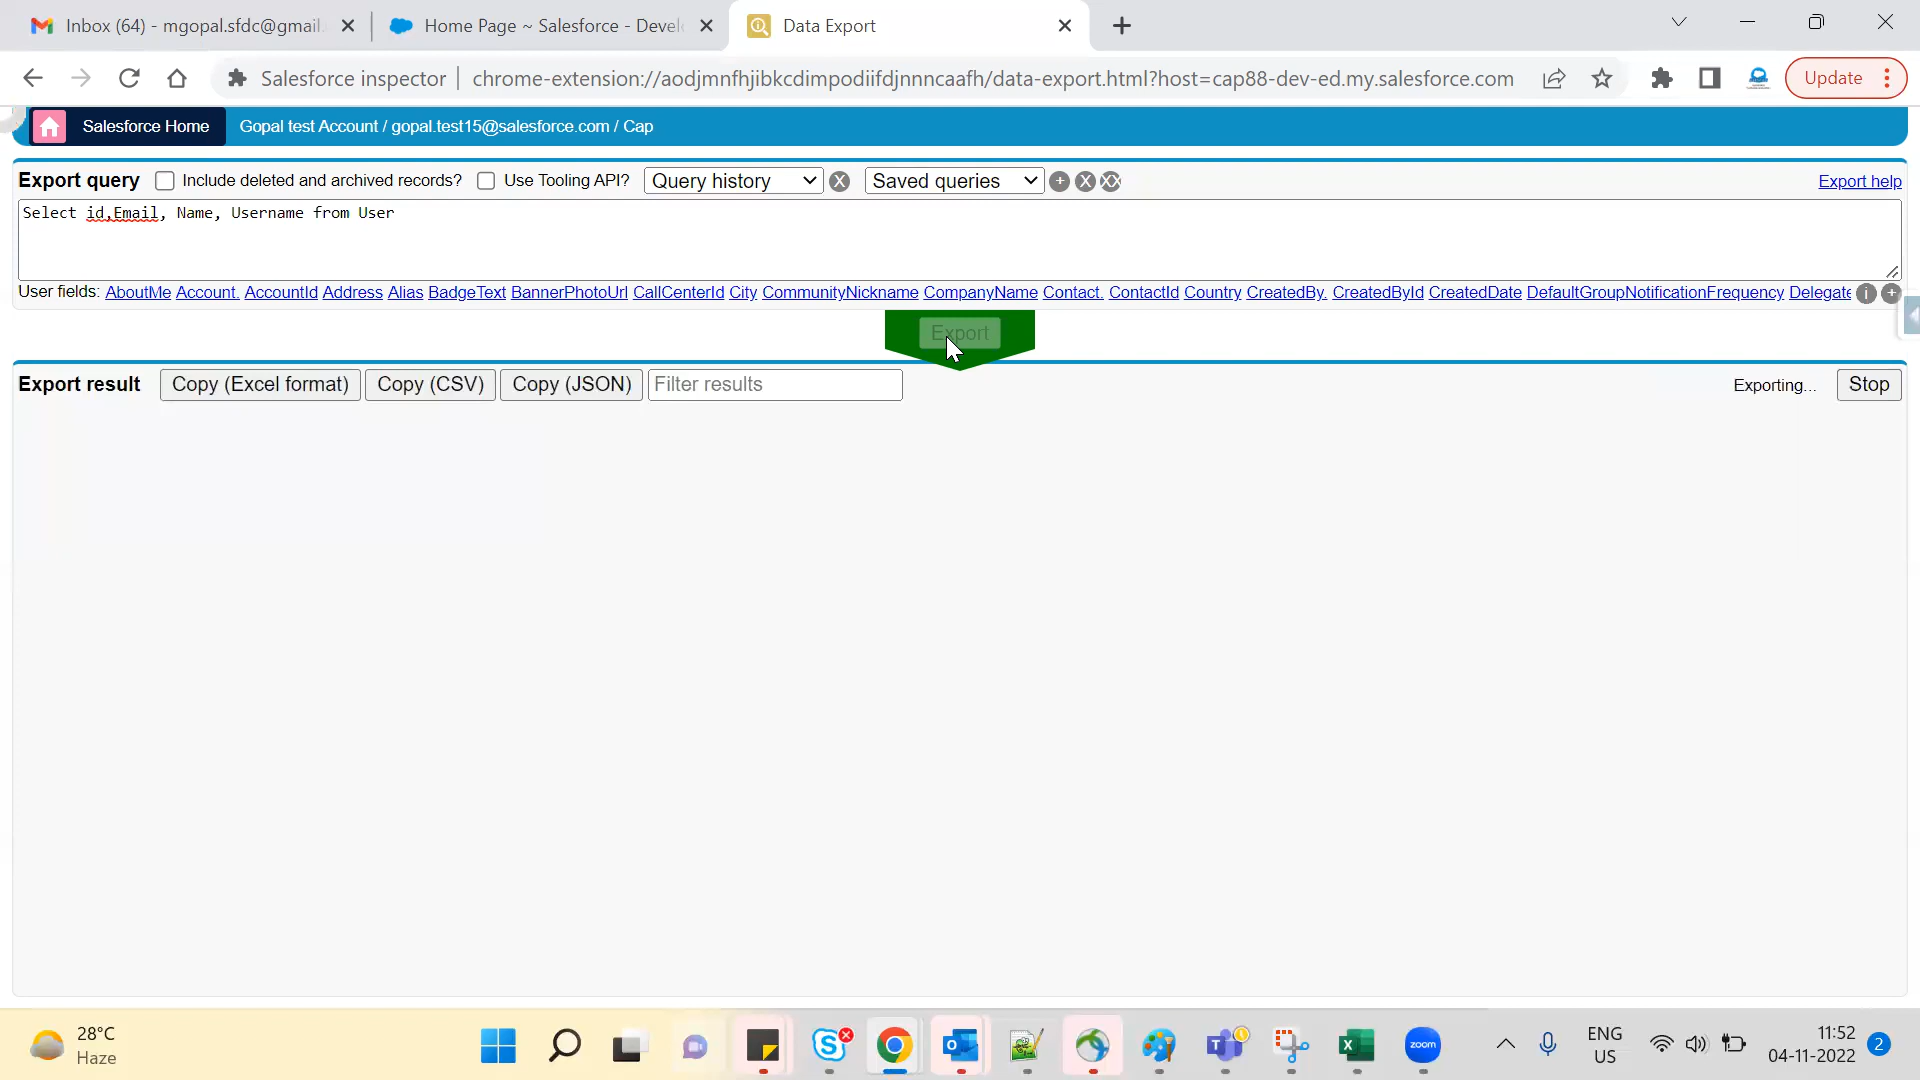 Inbox (64) - mgopal.sfdc@gmail.
Home Page ~ Salesforce - Devel
Data Export
Salesforce inspector
chrome-extension://aodjmnfhjibkcdimpodiifdjnnncaafh/data-export.html?host=cap88-dev-ed.my.salesforce.com
Update
Salesforce Home
Gopal test Account / gopal.test15@salesforce.com / Cap
Export query
Include deleted and archived records?
Use Tooling API?
Query history
X
Saved queries
+ X XX
Export help
Select id,Email, Name, Username from User
User fields: AboutMe Account. AccountId Address Alias BadgeText BannerPhotoUrl CallCenterId City CommunityNickname CompanyName Contact. ContactId Country CreatedBy. CreatedById CreatedDate DefaultGroupNotificationFrequency Delegate
i +
Export
Export result
Copy (Excel format)
Copy (CSV)
Copy (JSON)
Filter results
Exporting...
Stop
28°C
Haze
zoom
ENG
US
11:52
04-11-2022
2